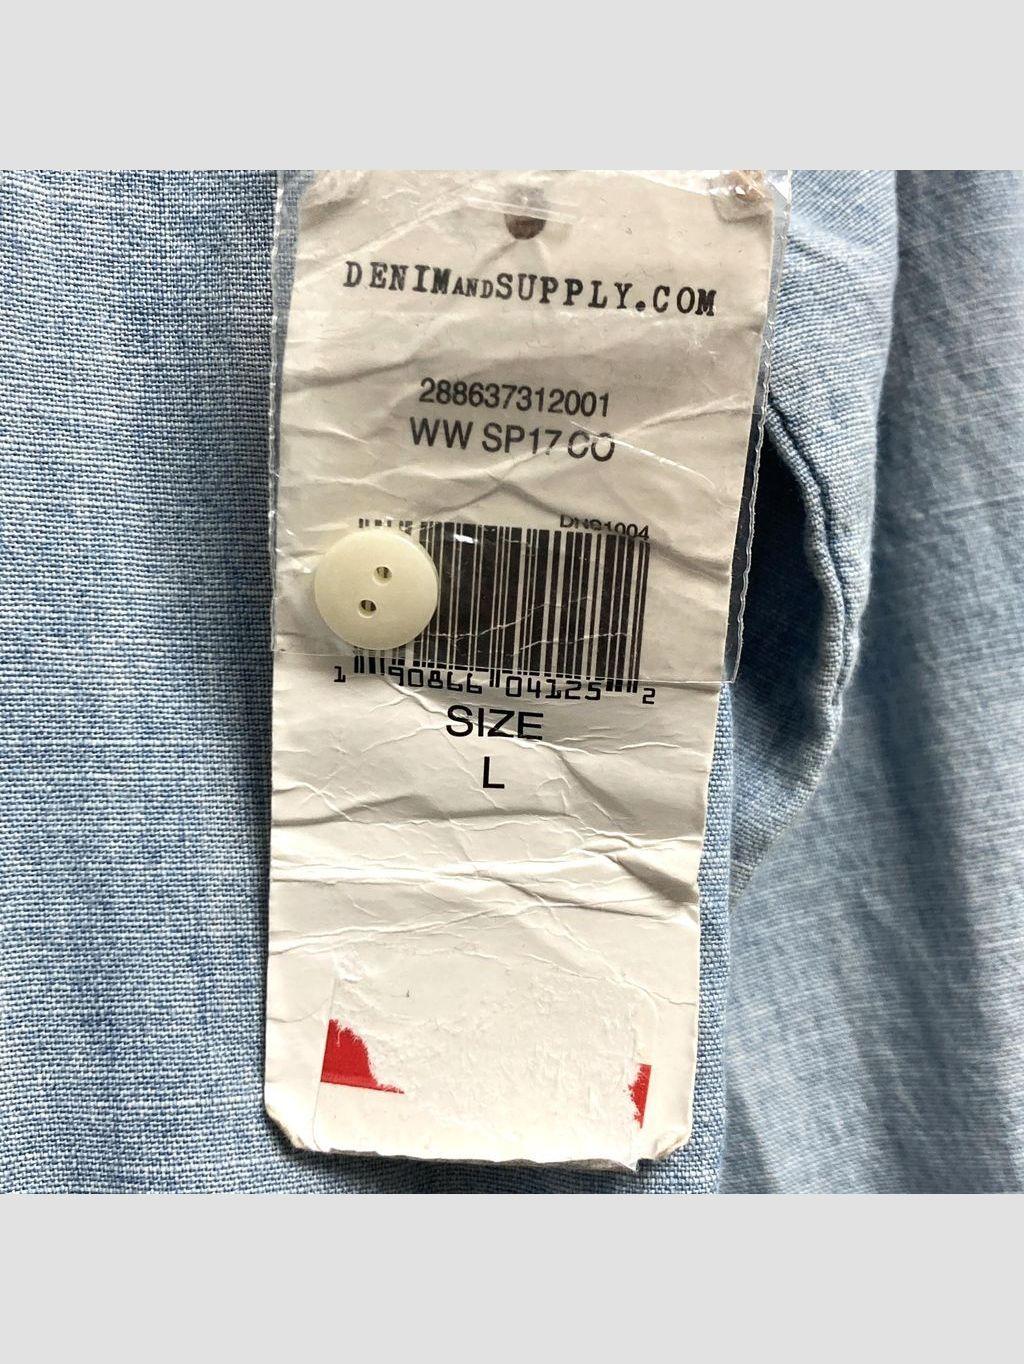 DENIMANDSUPPLY.COM
288637312001
WW SP17 CO
DNS1004
1 90866 04125 2
SIZE
L